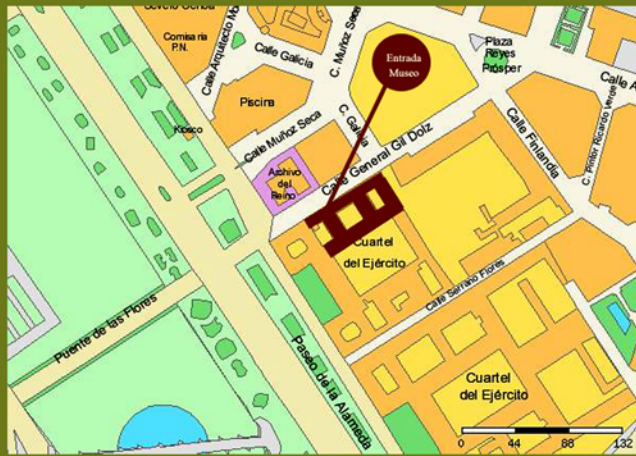 Comisaria
P.N.
Calle Arquitecto Mo
Calle Galicia
C. Muñoz Seca
Entrada
Museo
Plaza
Reyes
Prósper
Calle A
Piscina
Kiosco
Calle Muñoz Seca
C. Galicia
Calle General Gil Dolz
Calle Finlandia
C. Pintor Ricardo Verde
Archivo
del
Reino
Cuartel
del Ejército
Calle Serrano Flores
Puente de las Flores
Paseo de la Alameda
Cuartel
del Ejército
0 44 88 132